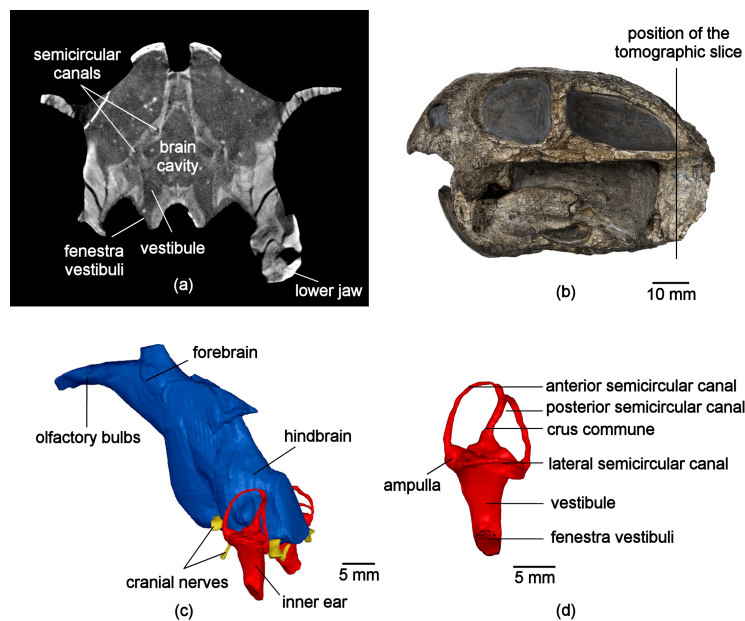 semicircular
canals
brain
cavity
fenestra
vestibuli
vestibule
lower jaw
(a)
position of the
tomographic slice
10 mm
(b)
forebrain
olfactory bulbs
hindbrain
cranial nerves
inner ear
5 mm
(c)
anterior semicircular canal
posterior semicircular canal
crus commune
lateral semicircular canal
ampulla
vestibule
fenestra vestibuli
5 mm
(d)